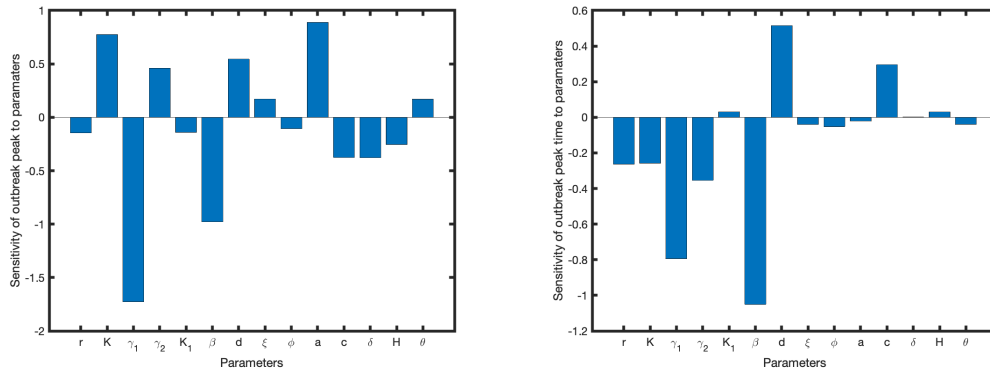 Sensitivity of outbreak peak to paramaters
1
0.5
0
-0.5
-1
-1.5
-2
r K γ₁ γ₂ K₁ β d ξ ϕ a c δ H θ
Parameters
Sensitivity of outbreak peak time to parameters
0.6
0.4
0.2
0
-0.2
-0.4
-0.6
-0.8
-1
-1.2
r K γ₁ γ₂ K₁ β d ξ ϕ a c δ H θ
Parameters